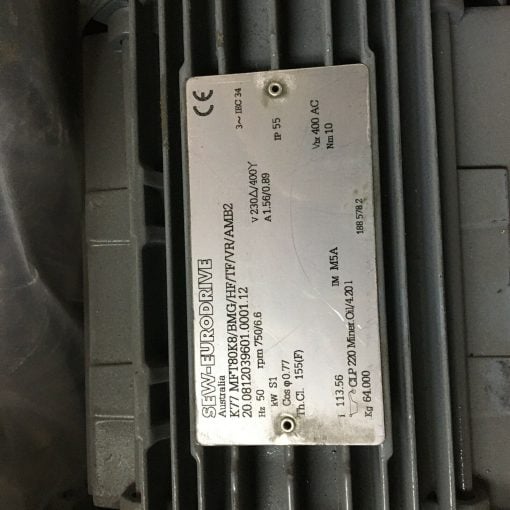 SEW-EURODRIVE CE
Australia
K77 MFT80K8/BMG/HF/TF/VR/AMB2 3~ IEC 34
20.0812039601.0001.12
Hz 50 rpm 750/6.6 V 230Δ/400Y
kW S1 A 1.56/0.89 IP 55
Cos φ 0.77
Th.Cl. 155(F)
i 113.56 IM M5A Vbr 400 AC
CLP 220 Miner.Oil/4.20 l Nm 10
Kg 64.000 188 578.2